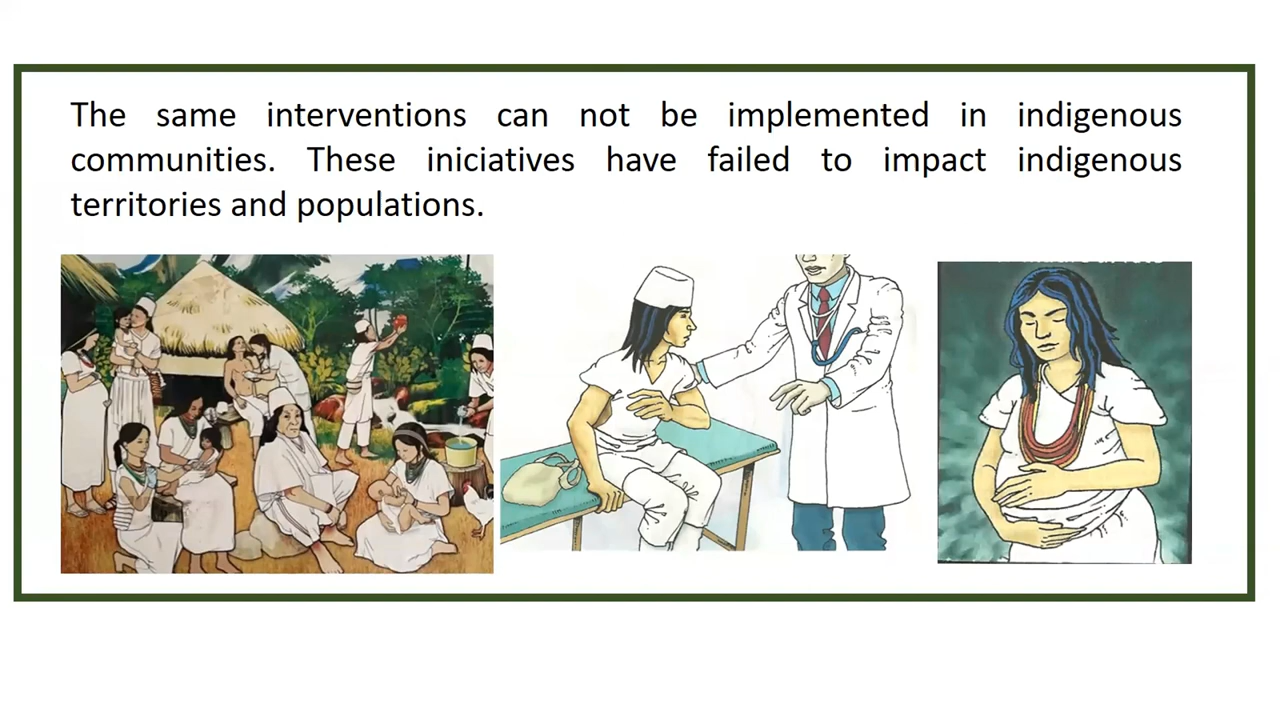 The same interventions can not be implemented in indigenous
communities. These iniciatives have failed to impact indigenous
territories and populations.